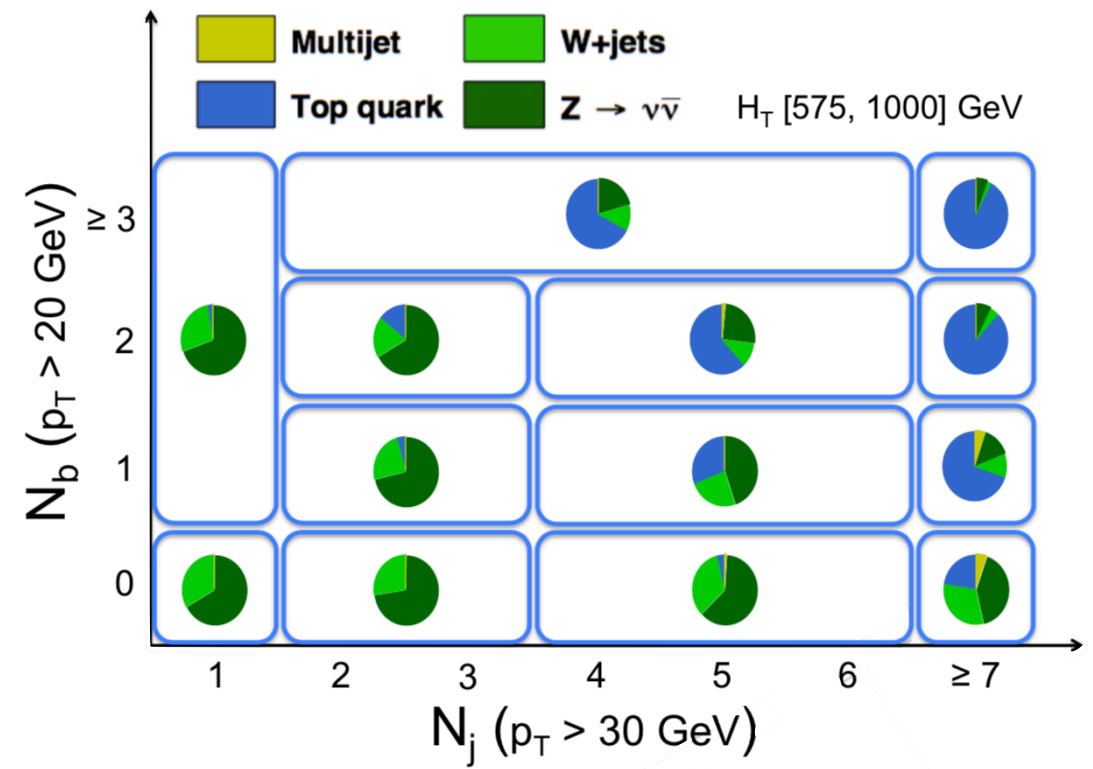 Multijet
W+jets
Top quark
Z → νν̅
H_T [575, 1000] GeV
N_b (p_T > 20 GeV)
≥ 3
2
1
0
1 2 3 4 5 6 ≥ 7
N_j (p_T > 30 GeV)